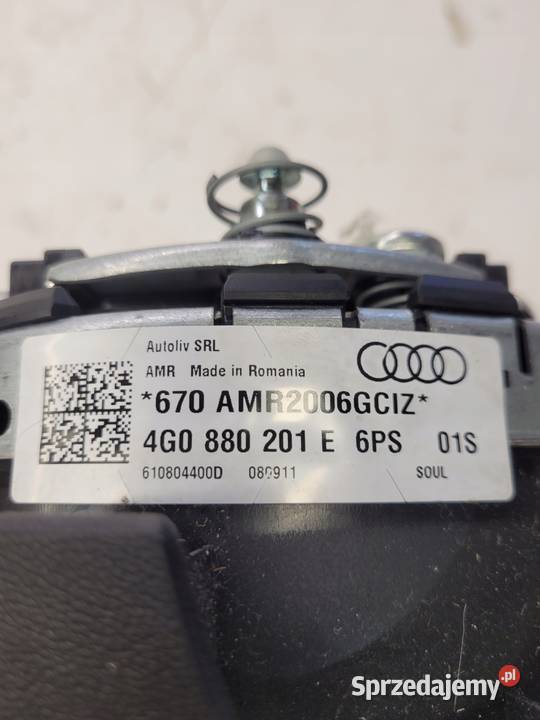 Autoliv SRL
AMR Made in Romania
*670 AMR2006GCIZ*
4G0 880 201 E 6PS 01S
610804400D 080911 SOUL
Sprzedajemy.pl